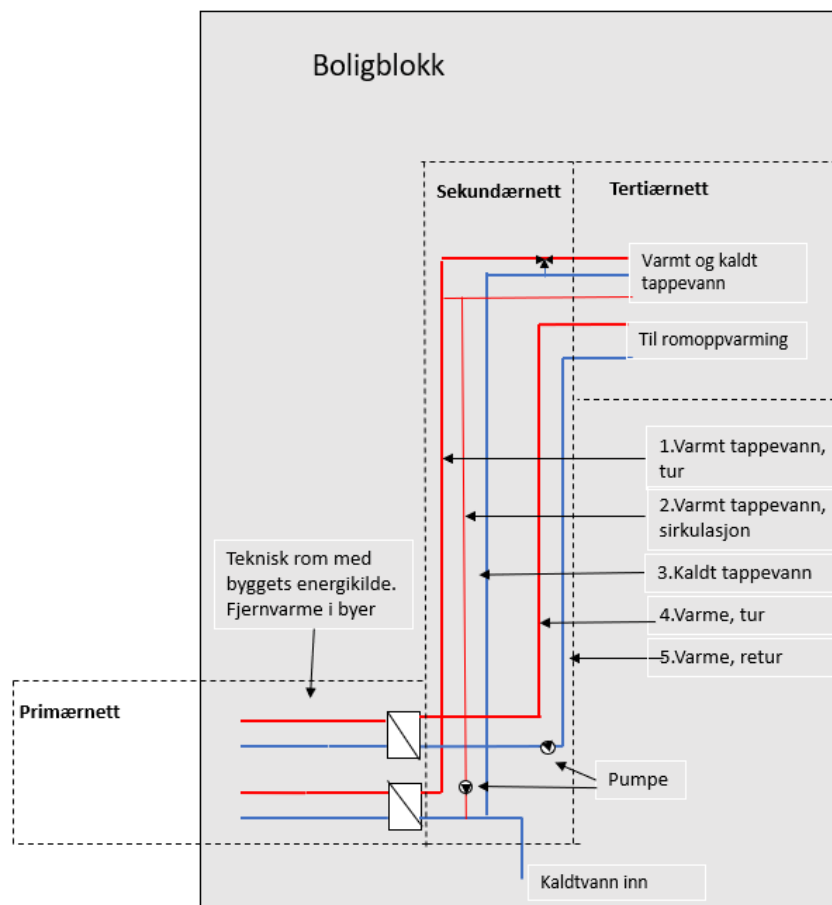 Boligblokk
Sekundærnett
Tertiærnett
Varmt og kaldt
tappevann
Til romoppvarming
1.Varmt tappevann,
tur
2.Varmt tappevann,
sirkulasjon
3.Kaldt tappevann
4.Varme, tur
5.Varme, retur
Teknisk rom med
byggets energikilde.
Fjernvarme i byer
Primærnett
Pumpe
Kaldtvann inn